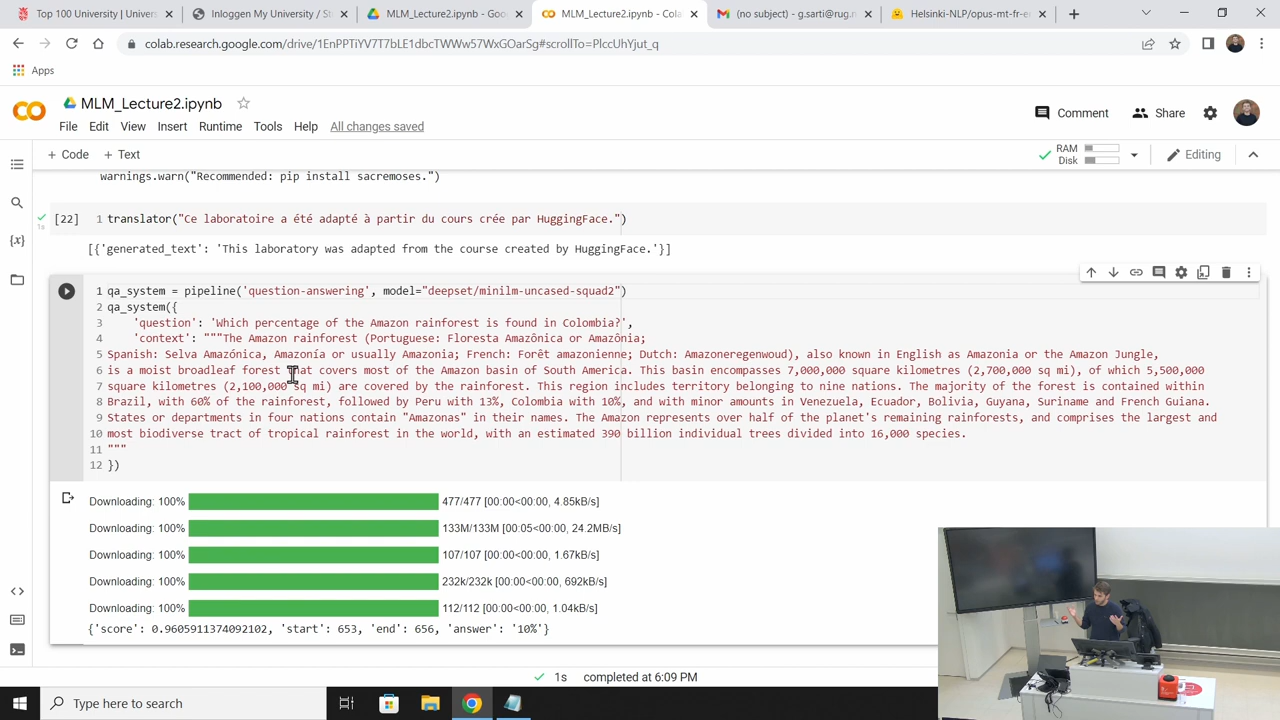 Top 100 University | Univers
Inloggen My University / St
MLM_Lecture2.ipynb - Goo
MLM_Lecture2.ipynb - Colab
(no subject) - g.sarti@rug.n
Helsinki-NLP/opus-mt-fr-en
colab.research.google.com/drive/1EnPPTiYV7T7bLE1dbcTWWw57WxGOarSg#scrollTo=PlccUhYjut_q
Apps
MLM_Lecture2.ipynb
Comment
Share
File Edit View Insert Runtime Tools Help All changes saved
+ Code + Text
RAM
Disk
Editing
warnings.warn("Recommended: pip install sacremoses.")
[22] 1 translator("Ce laboratoire a été adapté à partir du cours crée par HuggingFace.")
1s
[{'generated_text': 'This laboratory was adapted from the course created by HuggingFace.'}]
1 qa_system = pipeline('question-answering', model="deepset/minilm-uncased-squad2")
2 qa_system({
3 'question': 'Which percentage of the Amazon rainforest is found in Colombia?',
4 'context': """The Amazon rainforest (Portuguese: Floresta Amazônica or Amazônia;
5 Spanish: Selva Amazónica, Amazonía or usually Amazonia; French: Forêt amazonienne; Dutch: Amazoneregenwoud), also known in English as Amazonia or the Amazon Jungle,
6 is a moist broadleaf forest that covers most of the Amazon basin of South America. This basin encompasses 7,000,000 square kilometres (2,700,000 sq mi), of which 5,500,000
7 square kilometres (2,100,000 sq mi) are covered by the rainforest. This region includes territory belonging to nine nations. The majority of the forest is contained within
8 Brazil, with 60% of the rainforest, followed by Peru with 13%, Colombia with 10%, and with minor amounts in Venezuela, Ecuador, Bolivia, Guyana, Suriname and French Guiana.
9 States or departments in four nations contain "Amazonas" in their names. The Amazon represents over half of the planet's remaining rainforests, and comprises the largest and
10 most biodiverse tract of tropical rainforest in the world, with an estimated 390 billion individual trees divided into 16,000 species.
11 """
12 })
Downloading: 100% 477/477 [00:00<00:00, 4.85kB/s]
Downloading: 100% 133M/133M [00:05<00:00, 24.2MB/s]
Downloading: 100% 107/107 [00:00<00:00, 1.67kB/s]
Downloading: 100% 232k/232k [00:00<00:00, 692kB/s]
Downloading: 100% 112/112 [00:00<00:00, 1.04kB/s]
{'score': 0.9605911374092102, 'start': 653, 'end': 656, 'answer': '10%'}
1s completed at 6:09 PM
Type here to search